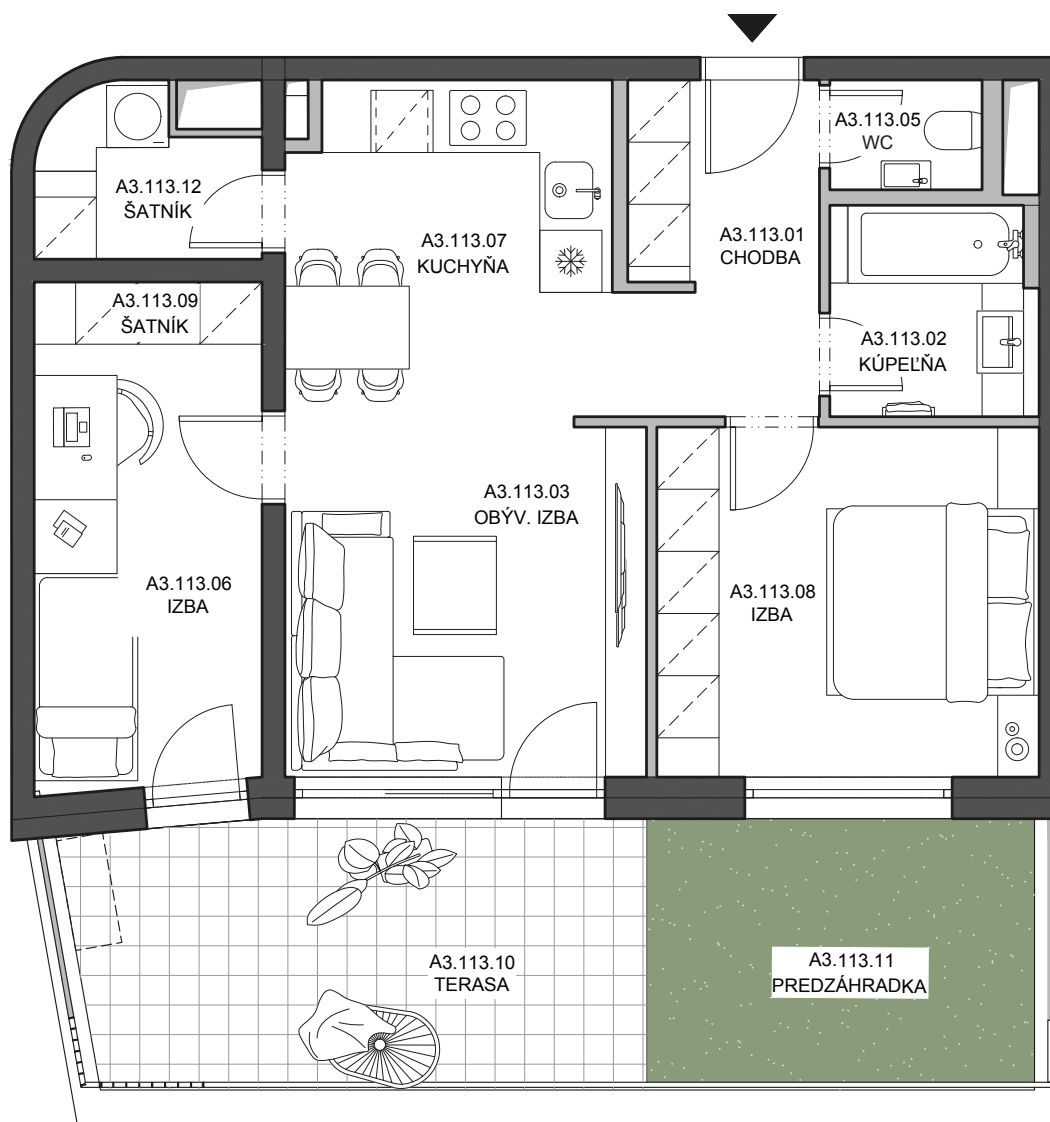 A3.113.05
WC
A3.113.12
ŠATNÍK
A3.113.07
KUCHYŇA
A3.113.01
CHODBA
A3.113.09
ŠATNÍK
A3.113.02
KÚPEĽŇA
A3.113.03
OBÝV. IZBA
A3.113.06
IZBA
A3.113.08
IZBA
A3.113.10
TERASA
A3.113.11
PREDZÁHRADKA